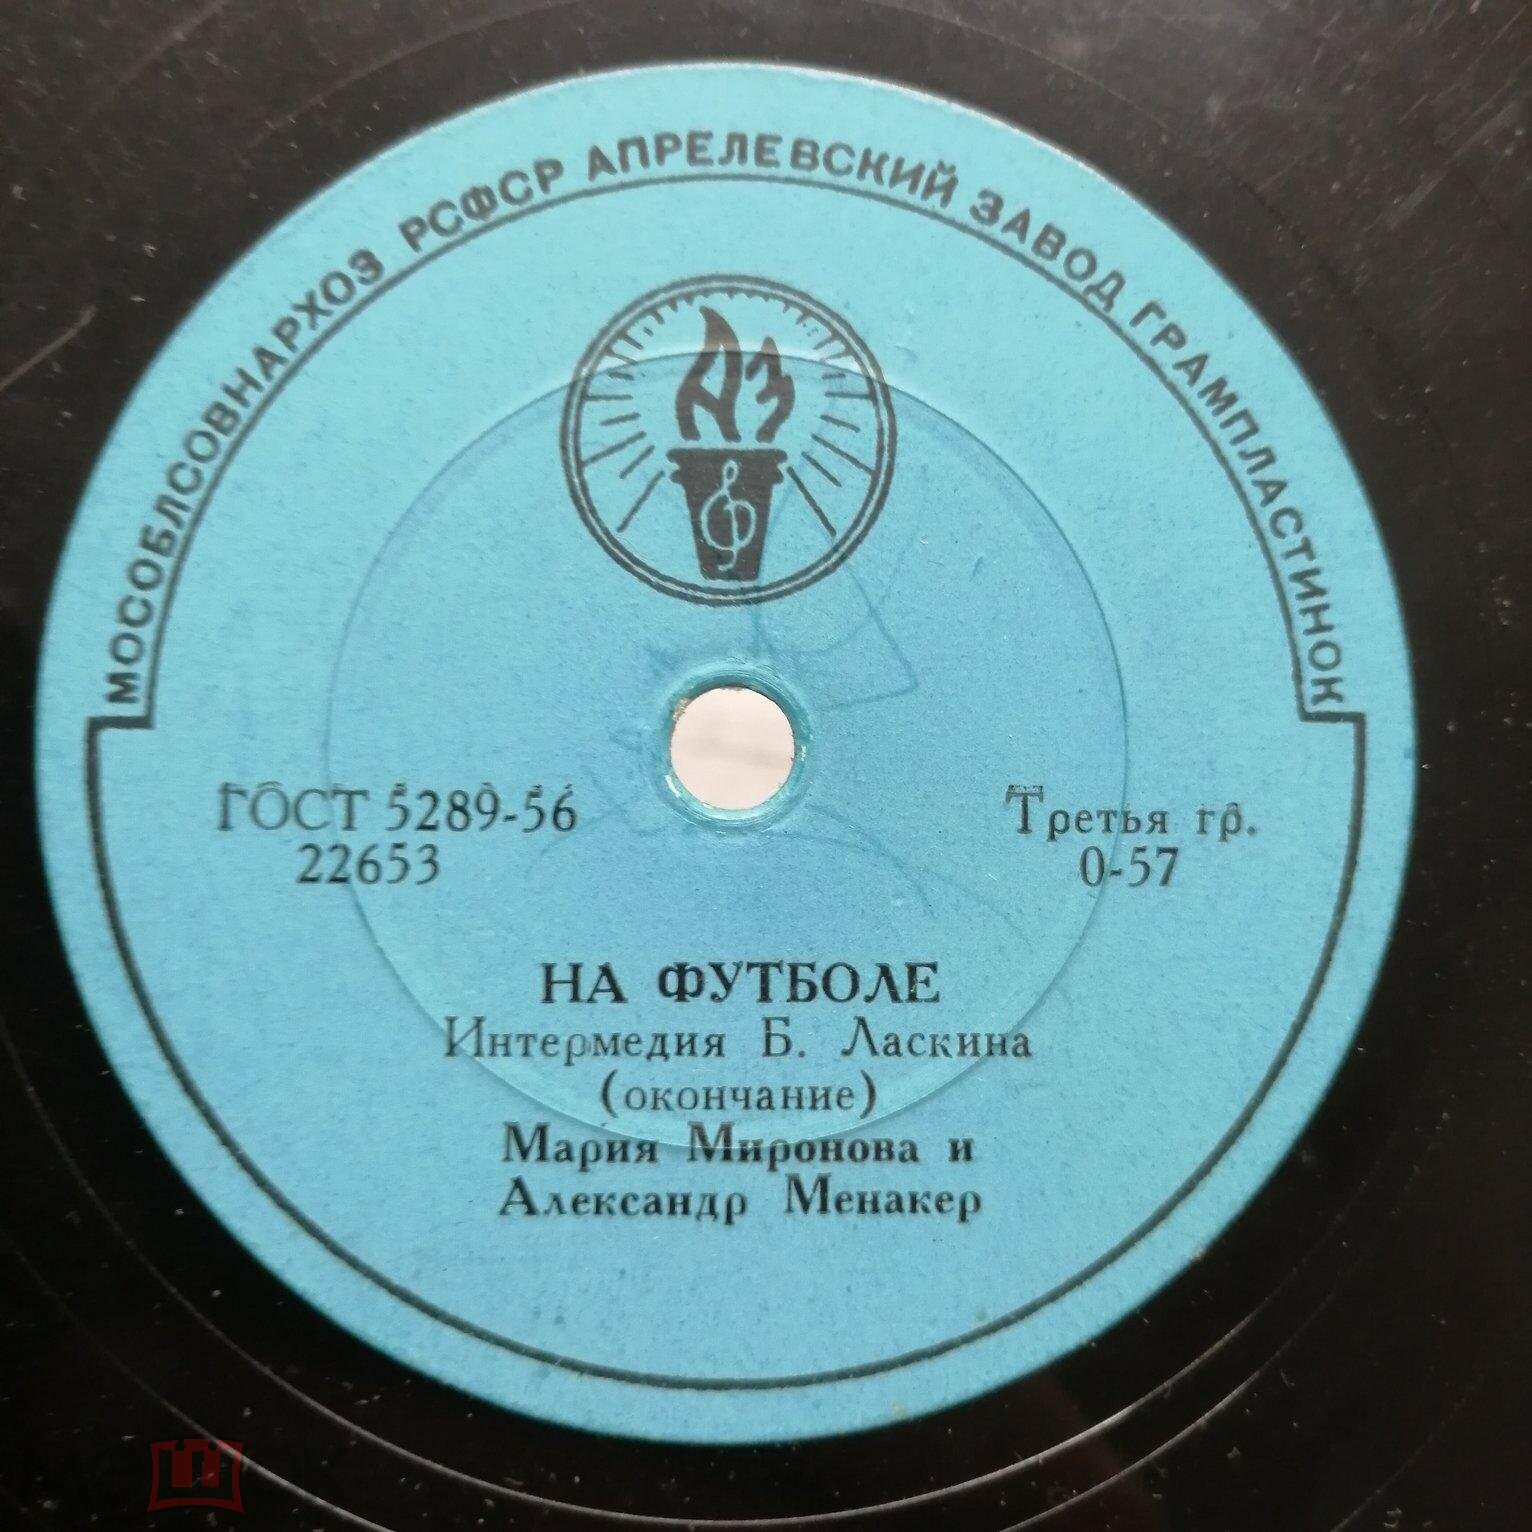 МОСОБЛСОВНАРХОЗ РСФСР АПРЕЛЕВСКИЙ ЗАВОД ГРАМПЛАСТИНОК
АЗ
ГОСТ 5289-56
22653
Третья гр.
0-57
НА ФУТБОЛЕ
Интермедия Б. Ласкина
(окончание)
Мария Миронова и
Александр Менакер